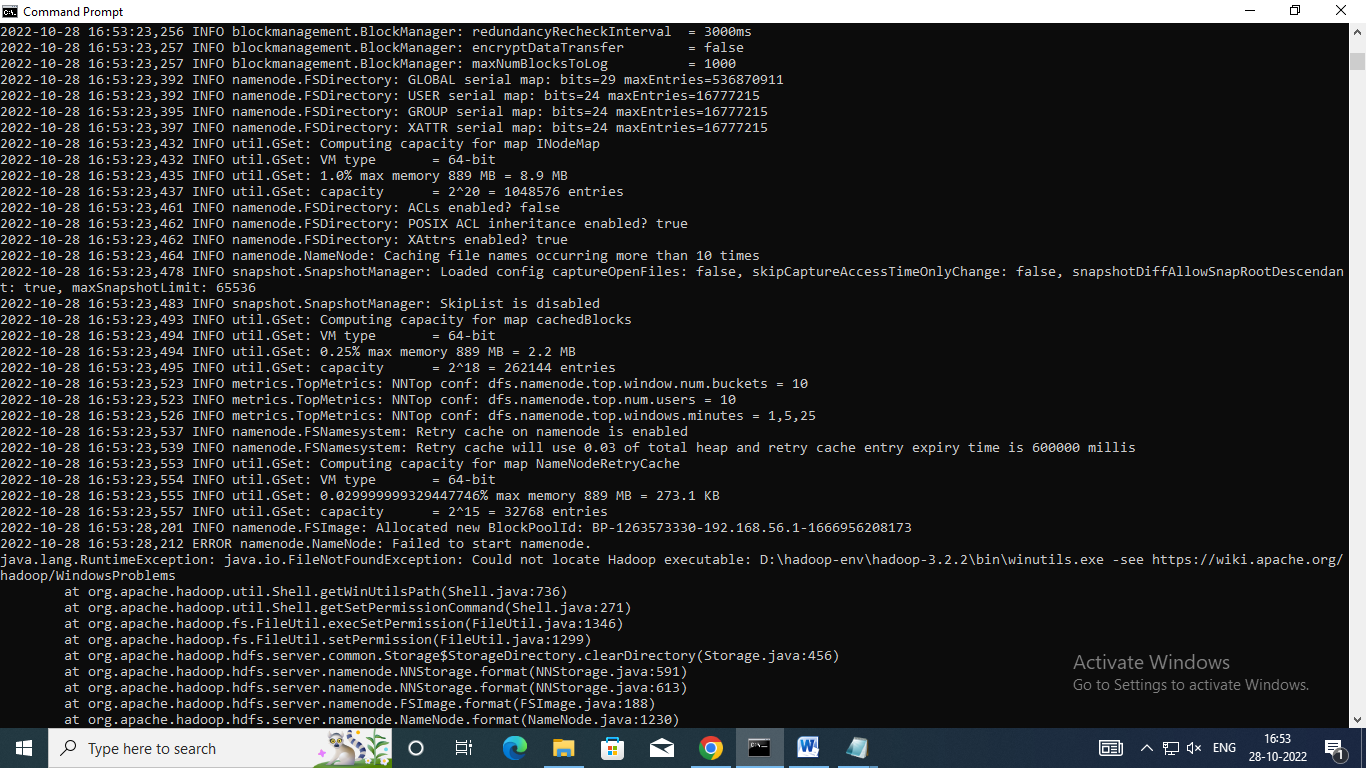 Command Prompt
2022-10-28 16:53:23,256 INFO blockmanagement.BlockManager: redundancyRecheckInterval  = 3000ms
2022-10-28 16:53:23,257 INFO blockmanagement.BlockManager: encryptDataTransfer        = false
2022-10-28 16:53:23,257 INFO blockmanagement.BlockManager: maxNumBlocksToLog          = 1000
2022-10-28 16:53:23,392 INFO namenode.FSDirectory: GLOBAL serial map: bits=29 maxEntries=536870911
2022-10-28 16:53:23,392 INFO namenode.FSDirectory: USER serial map: bits=24 maxEntries=16777215
2022-10-28 16:53:23,395 INFO namenode.FSDirectory: GROUP serial map: bits=24 maxEntries=16777215
2022-10-28 16:53:23,397 INFO namenode.FSDirectory: XATTR serial map: bits=24 maxEntries=16777215
2022-10-28 16:53:23,432 INFO util.GSet: Computing capacity for map INodeMap
2022-10-28 16:53:23,432 INFO util.GSet: VM type       = 64-bit
2022-10-28 16:53:23,435 INFO util.GSet: 1.0% max memory 889 MB = 8.9 MB
2022-10-28 16:53:23,437 INFO util.GSet: capacity      = 2^20 = 1048576 entries
2022-10-28 16:53:23,461 INFO namenode.FSDirectory: ACLs enabled? false
2022-10-28 16:53:23,462 INFO namenode.FSDirectory: POSIX ACL inheritance enabled? true
2022-10-28 16:53:23,462 INFO namenode.FSDirectory: XAttrs enabled? true
2022-10-28 16:53:23,464 INFO namenode.NameNode: Caching file names occurring more than 10 times
2022-10-28 16:53:23,478 INFO snapshot.SnapshotManager: Loaded config captureOpenFiles: false, skipCaptureAccessTimeOnlyChange: false, snapshotDiffAllowSnapRootDescendan
t: true, maxSnapshotLimit: 65536
2022-10-28 16:53:23,483 INFO snapshot.SnapshotManager: SkipList is disabled
2022-10-28 16:53:23,493 INFO util.GSet: Computing capacity for map cachedBlocks
2022-10-28 16:53:23,494 INFO util.GSet: VM type       = 64-bit
2022-10-28 16:53:23,494 INFO util.GSet: 0.25% max memory 889 MB = 2.2 MB
2022-10-28 16:53:23,495 INFO util.GSet: capacity      = 2^18 = 262144 entries
2022-10-28 16:53:23,523 INFO metrics.TopMetrics: NNTop conf: dfs.namenode.top.window.num.buckets = 10
2022-10-28 16:53:23,523 INFO metrics.TopMetrics: NNTop conf: dfs.namenode.top.num.users = 10
2022-10-28 16:53:23,526 INFO metrics.TopMetrics: NNTop conf: dfs.namenode.top.windows.minutes = 1,5,25
2022-10-28 16:53:23,537 INFO namenode.FSNamesystem: Retry cache on namenode is enabled
2022-10-28 16:53:23,539 INFO namenode.FSNamesystem: Retry cache will use 0.03 of total heap and retry cache entry expiry time is 600000 millis
2022-10-28 16:53:23,553 INFO util.GSet: Computing capacity for map NameNodeRetryCache
2022-10-28 16:53:23,554 INFO util.GSet: VM type       = 64-bit
2022-10-28 16:53:23,555 INFO util.GSet: 0.029999999329447746% max memory 889 MB = 273.1 KB
2022-10-28 16:53:23,557 INFO util.GSet: capacity      = 2^15 = 32768 entries
2022-10-28 16:53:28,201 INFO namenode.FSImage: Allocated new BlockPoolId: BP-1263573330-192.168.56.1-1666956208173
2022-10-28 16:53:28,212 ERROR namenode.NameNode: Failed to start namenode.
java.lang.RuntimeException: java.io.FileNotFoundException: Could not locate Hadoop executable: D:\hadoop-env\hadoop-3.2.2\bin\winutils.exe -see https://wiki.apache.org/
hadoop/WindowsProblems
        at org.apache.hadoop.util.Shell.getWinUtilsPath(Shell.java:736)
        at org.apache.hadoop.util.Shell.getSetPermissionCommand(Shell.java:271)
        at org.apache.hadoop.fs.FileUtil.execSetPermission(FileUtil.java:1346)
        at org.apache.hadoop.fs.FileUtil.setPermission(FileUtil.java:1299)
        at org.apache.hadoop.hdfs.server.common.Storage$StorageDirectory.clearDirectory(Storage.java:456)
        at org.apache.hadoop.hdfs.server.namenode.NNStorage.format(NNStorage.java:591)
        at org.apache.hadoop.hdfs.server.namenode.NNStorage.format(NNStorage.java:613)
        at org.apache.hadoop.hdfs.server.namenode.FSImage.format(FSImage.java:188)
        at org.apache.hadoop.hdfs.server.namenode.NameNode.format(NameNode.java:1230)
Activate Windows
Go to Settings to activate Windows.
Type here to search
ENG
16:53
28-10-2022
1